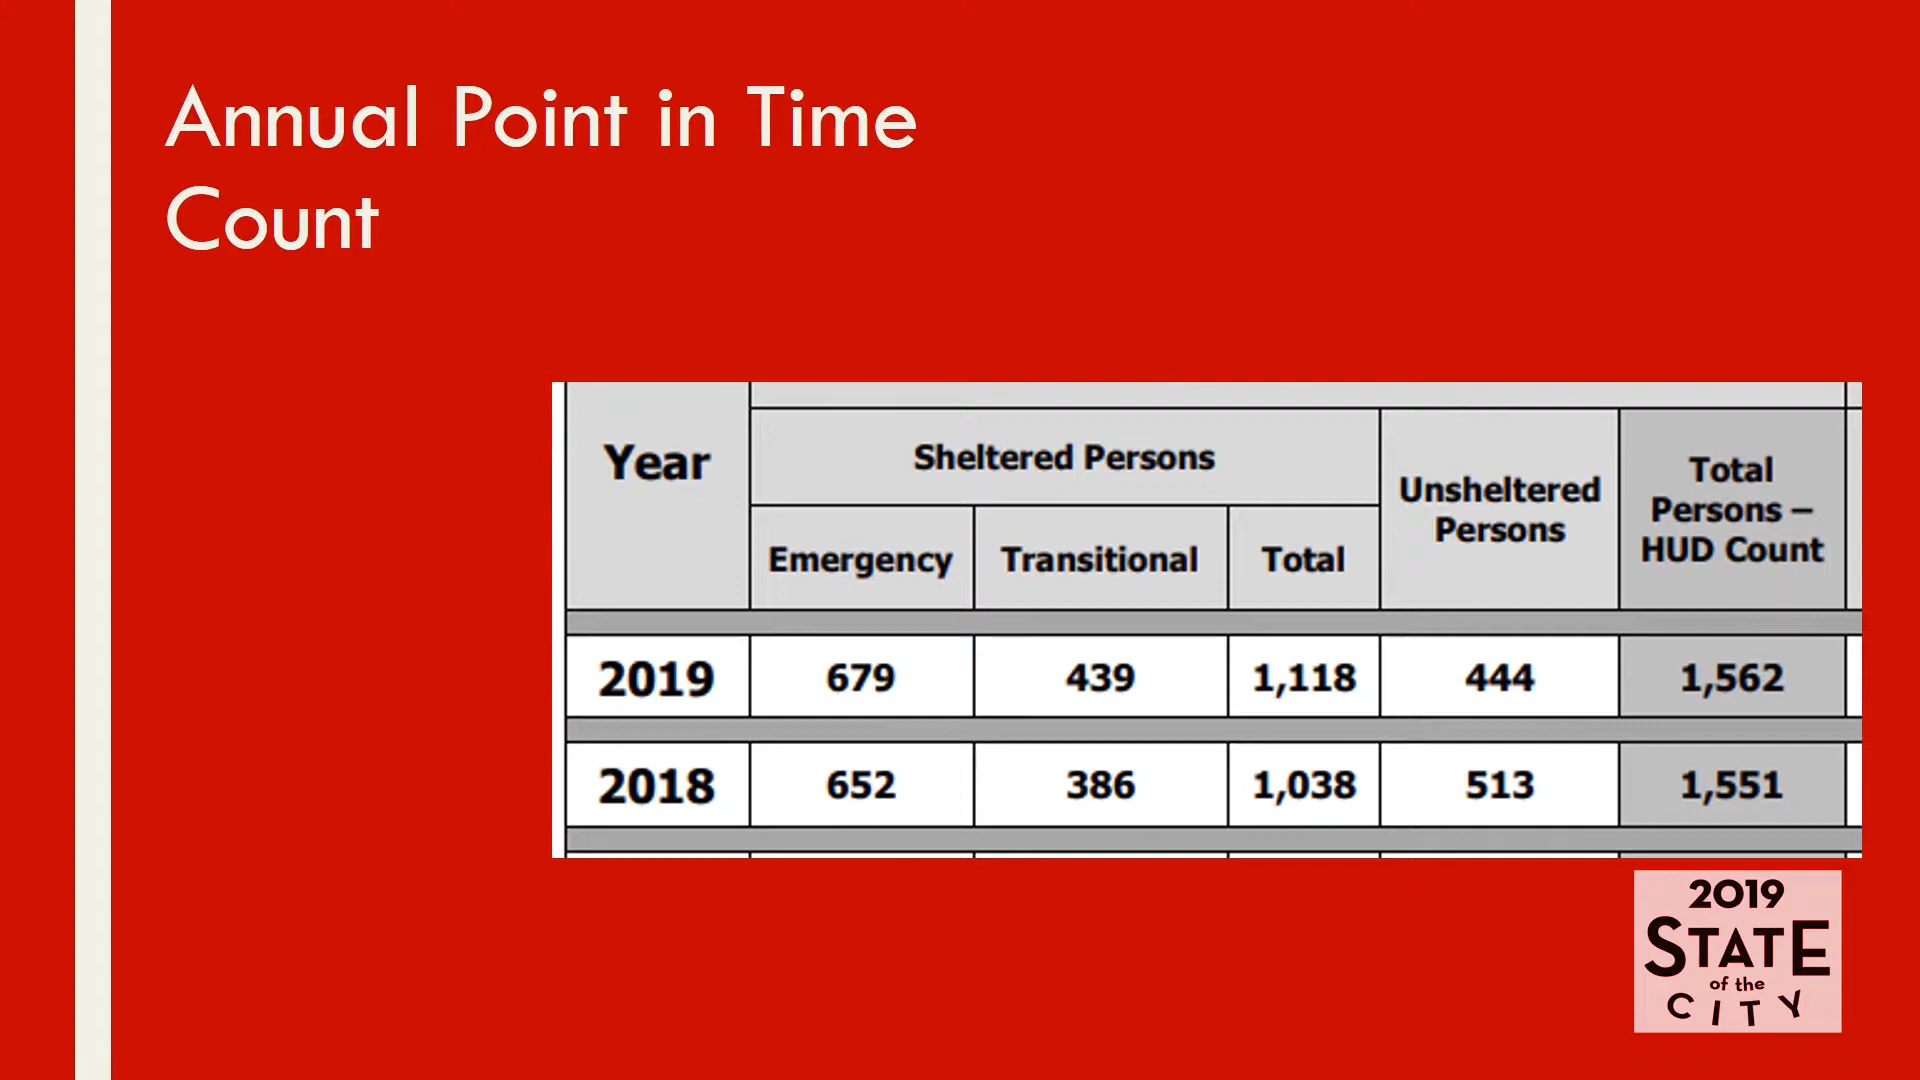 Annual Point in Time
Count
Year
Sheltered Persons
Unsheltered
Persons
Total
Persons –
HUD Count
Emergency
Transitional
Total
2019
679
439
1,118
444
1,562
2018
652
386
1,038
513
1,551
2019
STATE
of the
CITY